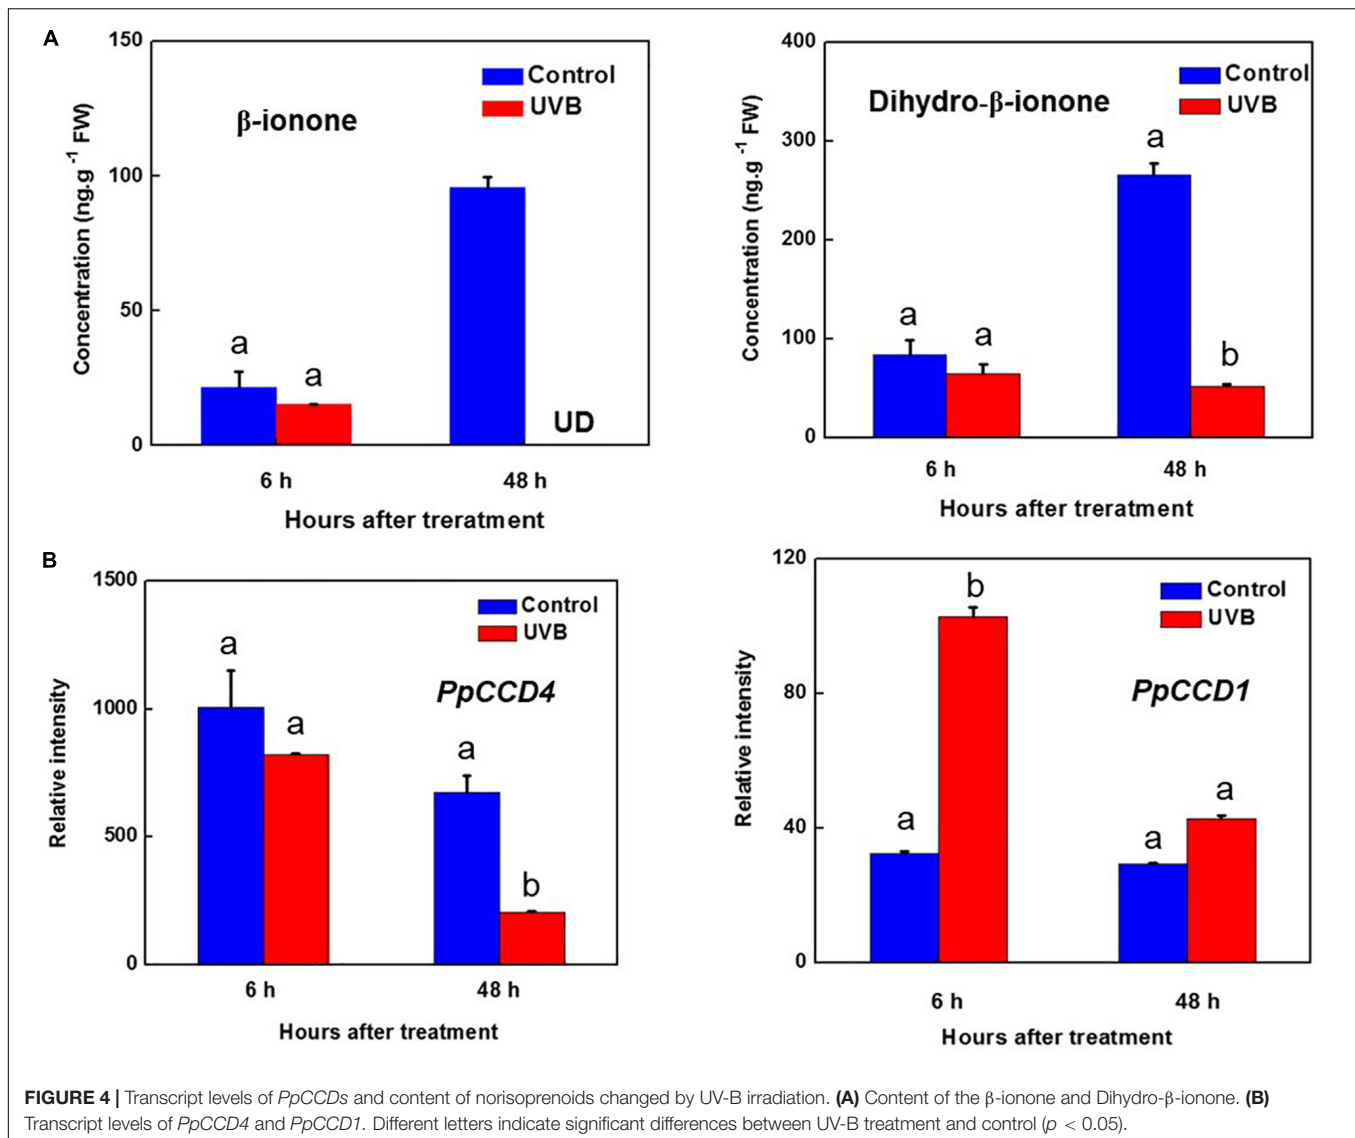 A
150
100
50
0
Concentration (ng.g -1 FW)
β-ionone
Control
UVB
a
a
UD
6 h
48 h
Hours after treratment
400
300
200
100
0
Concentration (ng.g -1 FW)
Dihydro-β-ionone
Control
UVB
a
a
a
b
6 h
48 h
Hours after treratment
B
1500
1000
500
0
Relative intensity
Control
UVB
PpCCD4
a
a
a
b
6 h
48 h
Hours after treatment
120
80
40
0
Relative intensity
Control
UVB
PpCCD1
a
b
a
a
6 h
48 h
Hours after treatment
FIGURE 4 | Transcript levels of PpCCDs and content of norisoprenoids changed by UV-B irradiation. (A) Content of the β-ionone and Dihydro-β-ionone. (B)
Transcript levels of PpCCD4 and PpCCD1. Different letters indicate significant differences between UV-B treatment and control (p < 0.05).